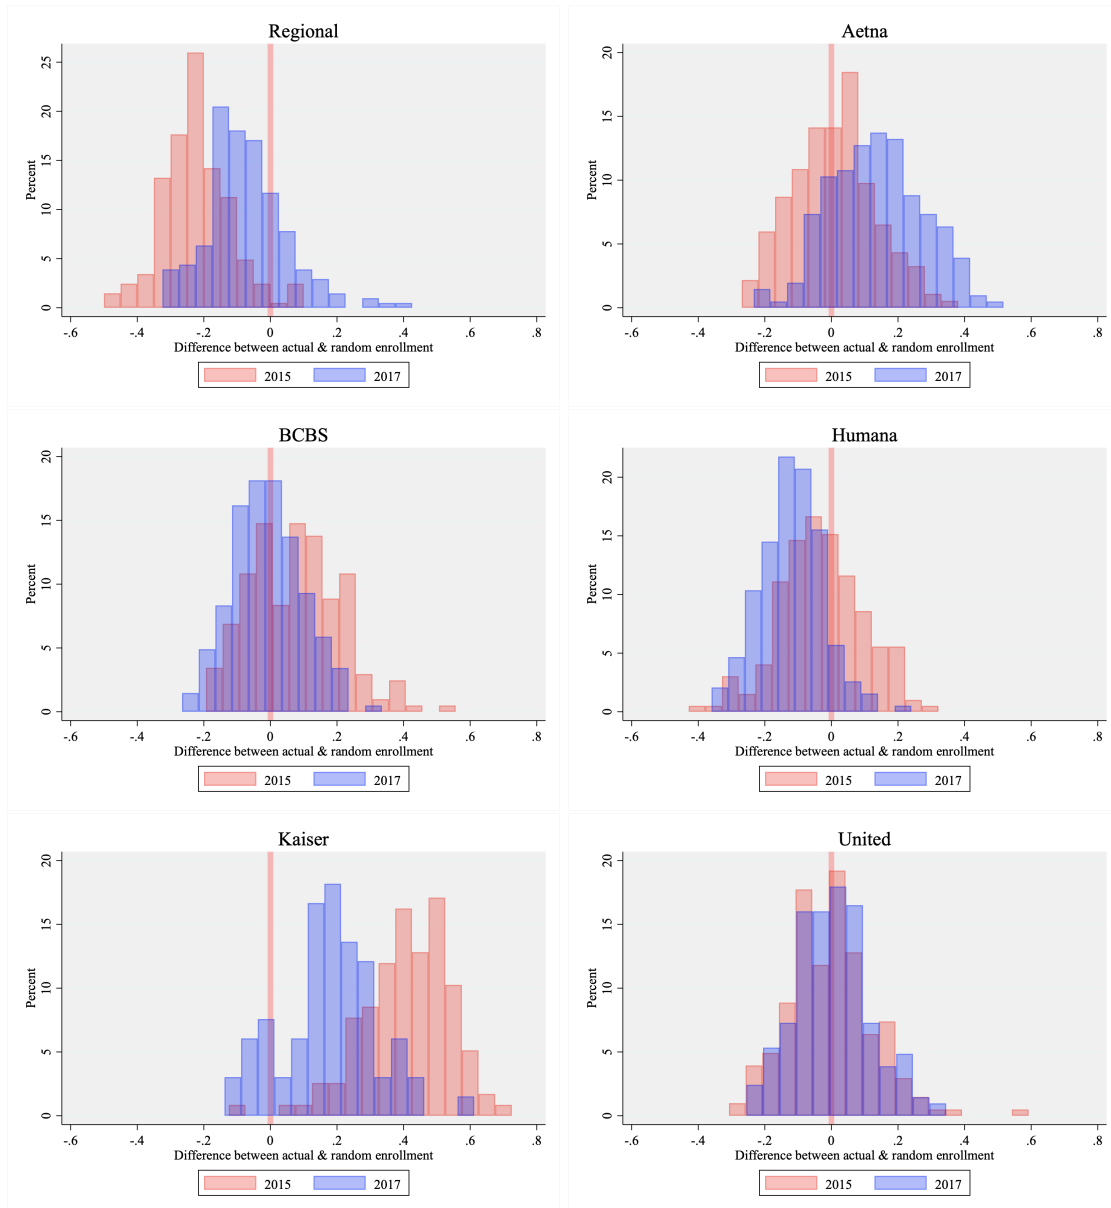 Regional
Percent
25
20
15
10
5
0
-.6 -.4 -.2 0 .2 .4 .6 .8
Difference between actual & random enrollment
2015 2017
Aetna
Percent
20
15
10
5
0
-.6 -.4 -.2 0 .2 .4 .6 .8
Difference between actual & random enrollment
2015 2017
BCBS
Percent
20
15
10
5
0
-.6 -.4 -.2 0 .2 .4 .6 .8
Difference between actual & random enrollment
2015 2017
Humana
Percent
20
15
10
5
0
-.6 -.4 -.2 0 .2 .4 .6 .8
Difference between actual & random enrollment
2015 2017
Kaiser
Percent
20
15
10
5
0
-.6 -.4 -.2 0 .2 .4 .6 .8
Difference between actual & random enrollment
2015 2017
United
Percent
20
15
10
5
0
-.6 -.4 -.2 0 .2 .4 .6 .8
Difference between actual & random enrollment
2015 2017